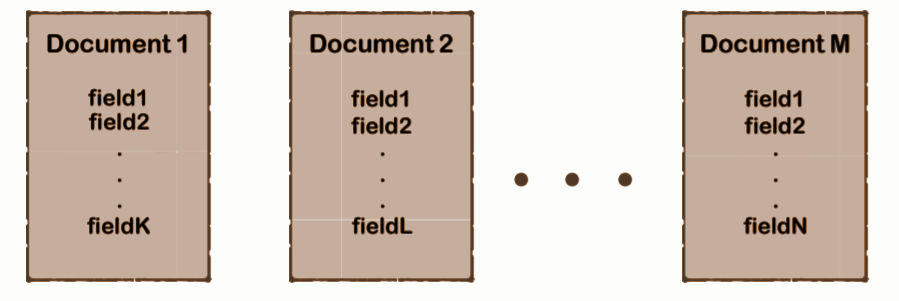 Document 1
field1
field2
.
.
.
fieldK
Document 2
field1
field2
.
.
.
fieldL
• • •
Document M
field1
field2
.
.
.
fieldN